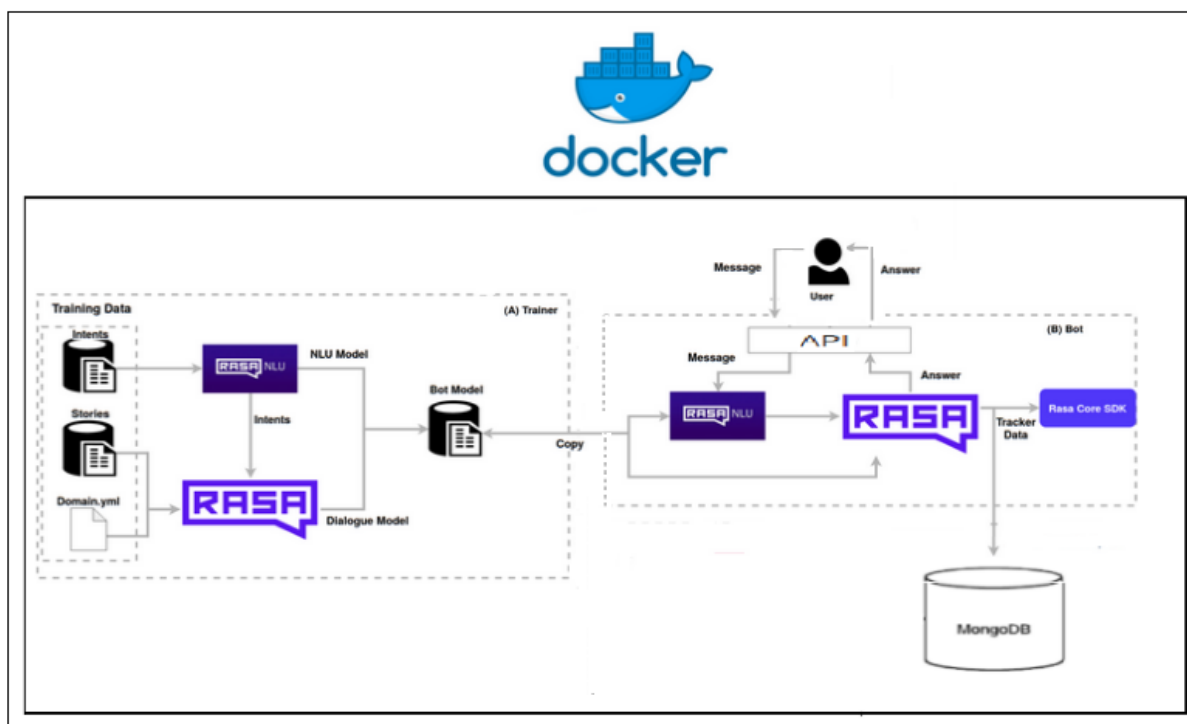 docker
Message
Answer
User
Training Data
(A) Trainer
(B) Bot
Intents
RASA NLU
NLU Model
API
Message
Answer
Bot Model
RASA NLU
RASA
Rasa Core SDK
Stories
Intents
Tracker
Data
Copy
Domain.yml
RASA
Dialogue Model
MongoDB